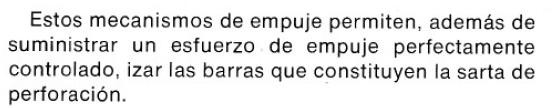 Estos mecanismos de empuje permiten, además de
suministrar un esfuerzo de empuje perfectamente
controlado, izar las barras que constituyen la sarta de
perforación.